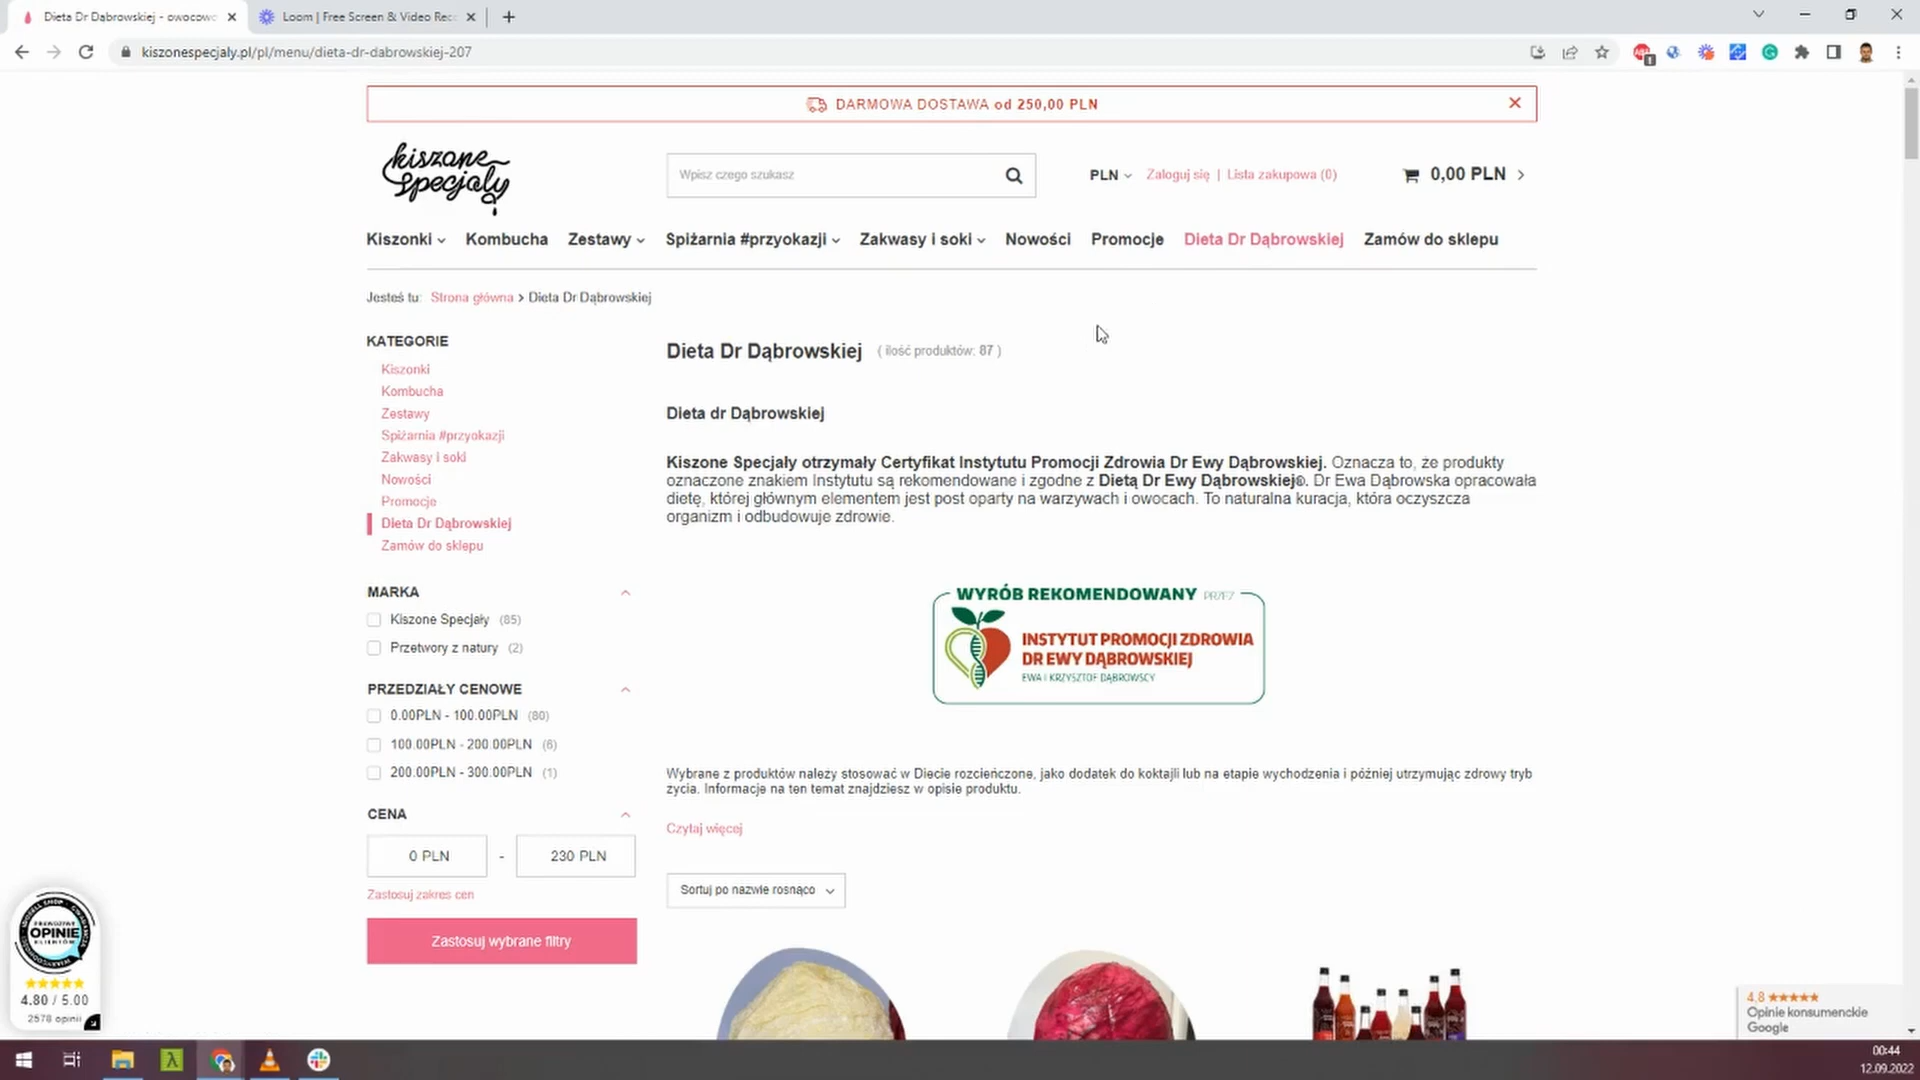 Dieta Dr Dąbrowskiej - owocowo
Loom | Free Screen & Video Rec
kiszonespecjaly.pl/pl/menu/dieta-dr-dabrowskiej-207
DARMOWA DOSTAWA od 250,00 PLN
kiszone
specjały
Wpisz czego szukasz
PLN
Zaloguj się | Lista zakupowa (0)
0,00 PLN
Kiszonki Kombucha Zestawy Spiżarnia #przyokazji Zakwasy i soki Nowości Promocje Dieta Dr Dąbrowskiej Zamów do sklepu
Jesteś tu: Strona główna > Dieta Dr Dąbrowskiej
KATEGORIE
Kiszonki
Kombucha
Zestawy
Spiżarnia #przyokazji
Zakwasy i soki
Nowości
Promocje
Dieta Dr Dąbrowskiej
Zamów do sklepu
MARKA
Kiszone Specjały (85)
Przetwory z natury (2)
PRZEDZIAŁY CENOWE
0.00PLN - 100.00PLN (80)
100.00PLN - 200.00PLN (6)
200.00PLN - 300.00PLN (1)
CENA
0 PLN - 230 PLN
Zastosuj zakres cen
Zastosuj wybrane filtry
Dieta Dr Dąbrowskiej ( ilość produktów: 87 )
Dieta dr Dąbrowskiej
Kiszone Specjały otrzymały Certyfikat Instytutu Promocji Zdrowia Dr Ewy Dąbrowskiej. Oznacza to, że produkty
oznaczone znakiem Instytutu są rekomendowane i zgodne z Dietą Dr Ewy Dąbrowskiej®. Dr Ewa Dąbrowska opracowała
dietę, której głównym elementem jest post oparty na warzywach i owocach. To naturalna kuracja, która oczyszcza
organizm i odbudowuje zdrowie.
WYRÓB REKOMENDOWANY PRZEZ
INSTYTUT PROMOCJI ZDROWIA
DR EWY DĄBROWSKIEJ
EWA I KRZYSZTOF DĄBROWSCY
Wybrane z produktów należy stosować w Diecie rozcieńczone, jako dodatek do koktajli lub na etapie wychodzenia i później utrzymując zdrowy tryb
życia. Informacje na ten temat znajdziesz w opisie produktu.
Czytaj więcej
Sortuj po nazwie rosnąco
OPINIE
KLIENTÓW
4.80 / 5.00
2578 opinii
4,8
Opinie konsumenckie
Google
00:44
12.09.2022